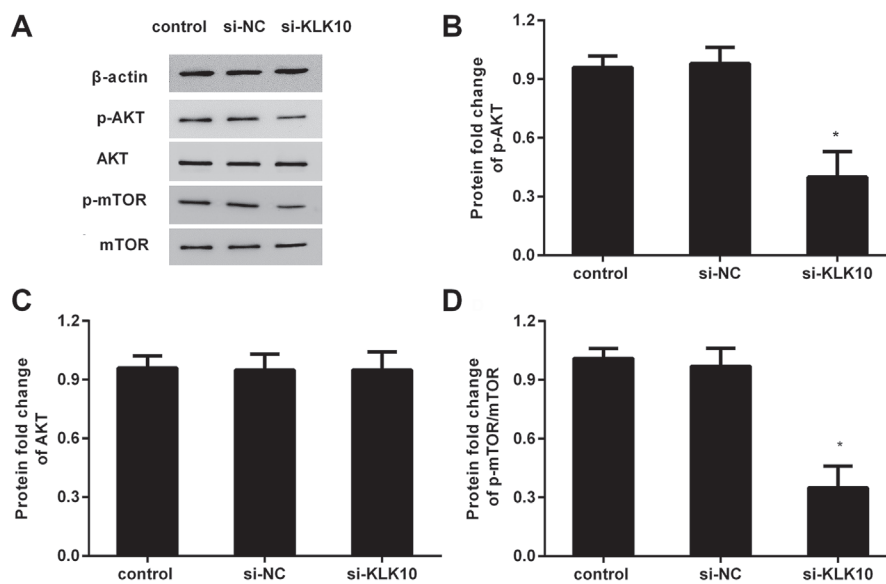 A
control si-NC si-KLK10
β-actin
p-AKT
AKT
p-mTOR
mTOR
B
Protein fold change
of p-AKT
1.2
0.9
0.6
0.3
0.0
*
control si-NC si-KLK10
C
Protein fold change
of AKT
1.2
0.9
0.6
0.3
0.0
control si-NC si-KLK10
D
Protein fold change
of p-mTOR/mTOR
1.2
0.9
0.6
0.3
0.0
*
control si-NC si-KLK10